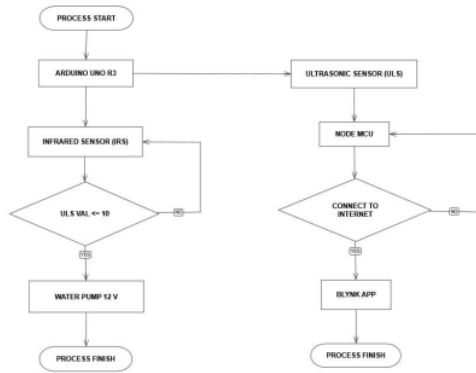 PROCESS START
ARDUINO UNO R3
ULTRASONIC SENSOR (ULS)
INFRARED SENSOR (IRS)
NODE MCU
ULS VAL <= 10
NO
CONNECT TO
INTERNET
NO
YES
YES
WATER PUMP 12 V
BLYNK APP
PROCESS FINISH
PROCESS FINISH